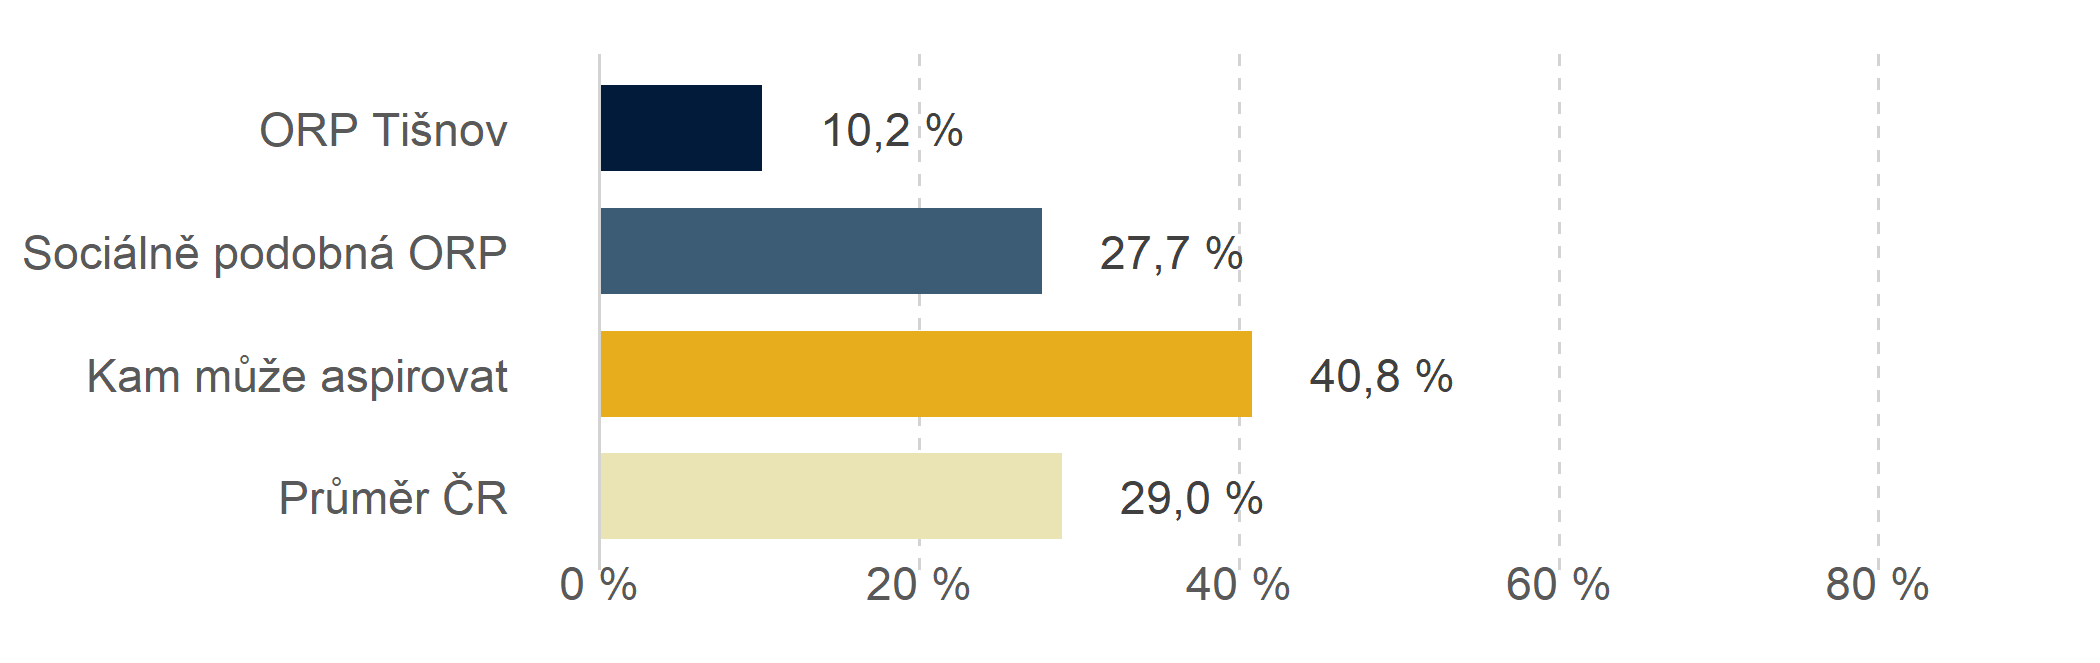 ORP Tišnov 10,2 %
Sociálně podobná ORP 27,7 %
Kam může aspirovat 40,8 %
Průměr ČR 29,0 %
0 % 20 % 40 % 60 % 80 %